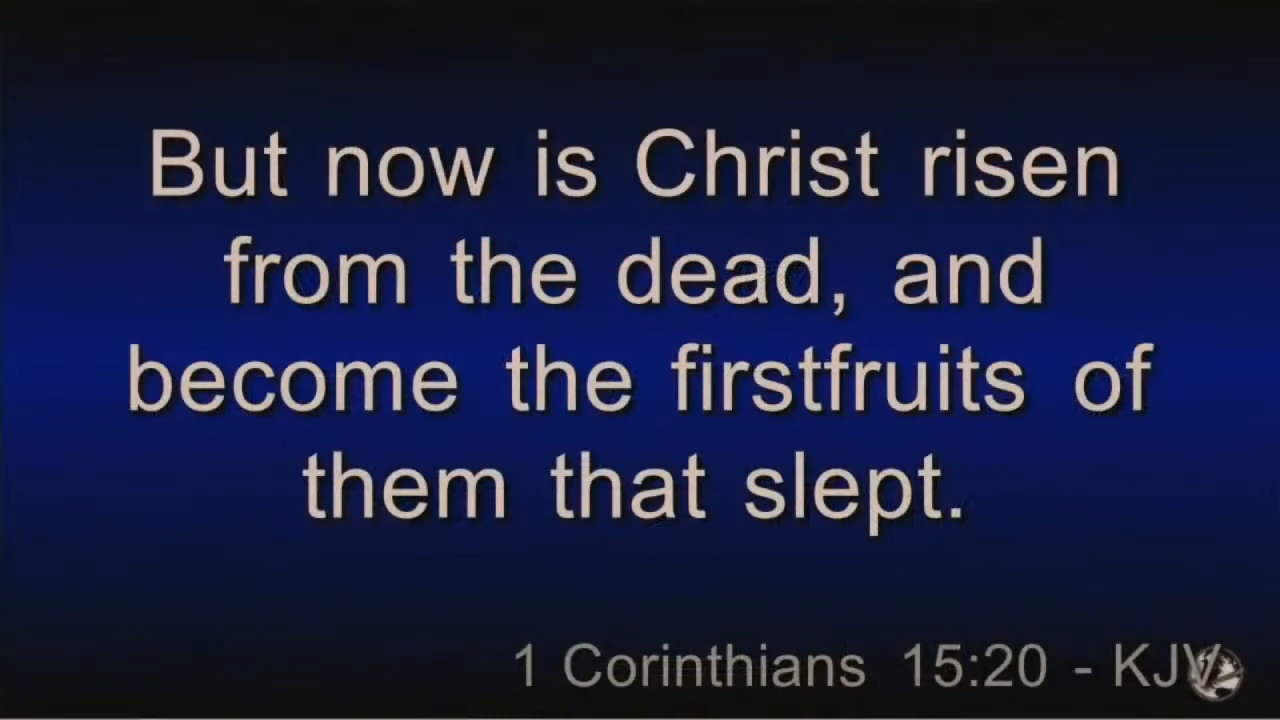 But now is Christ risen
from the dead, and
become the firstfruits of
them that slept.
1 Corinthians 15:20 - KJV